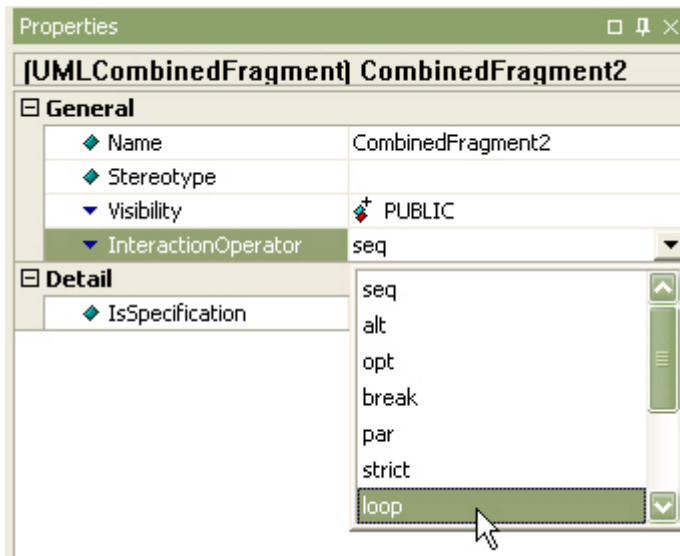 Properties
(UMLCombinedFragment) CombinedFragment2
General
Name CombinedFragment2
Stereotype
Visibility PUBLIC
InteractionOperator seq
Detail
IsSpecification
seq
alt
opt
break
par
strict
loop